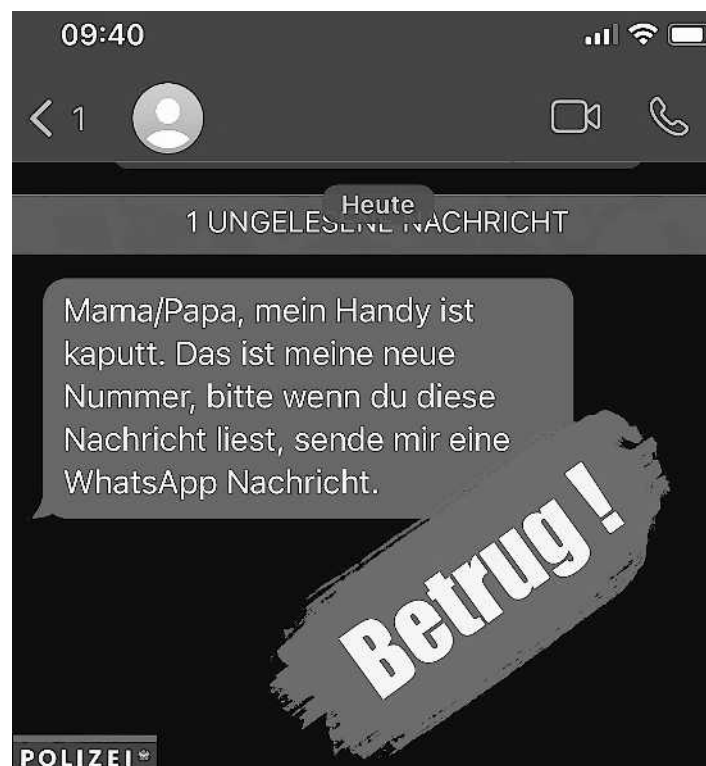 09:40
1
Heute
1 UNGELESENE NACHRICHT
Mama/Papa, mein Handy ist
kaputt. Das ist meine neue
Nummer, bitte wenn du diese
Nachricht liest, sende mir eine
WhatsApp Nachricht.
Betrug !
POLIZEI